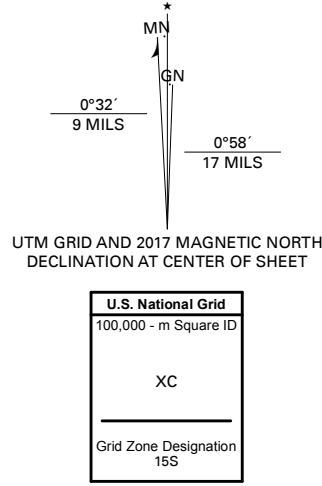 MN
GN
0°32´
9 MILS
0°58´
17 MILS
UTM GRID AND 2017 MAGNETIC NORTH
DECLINATION AT CENTER OF SHEET
U.S. National Grid
100,000 - m Square ID
XC
Grid Zone Designation
15S